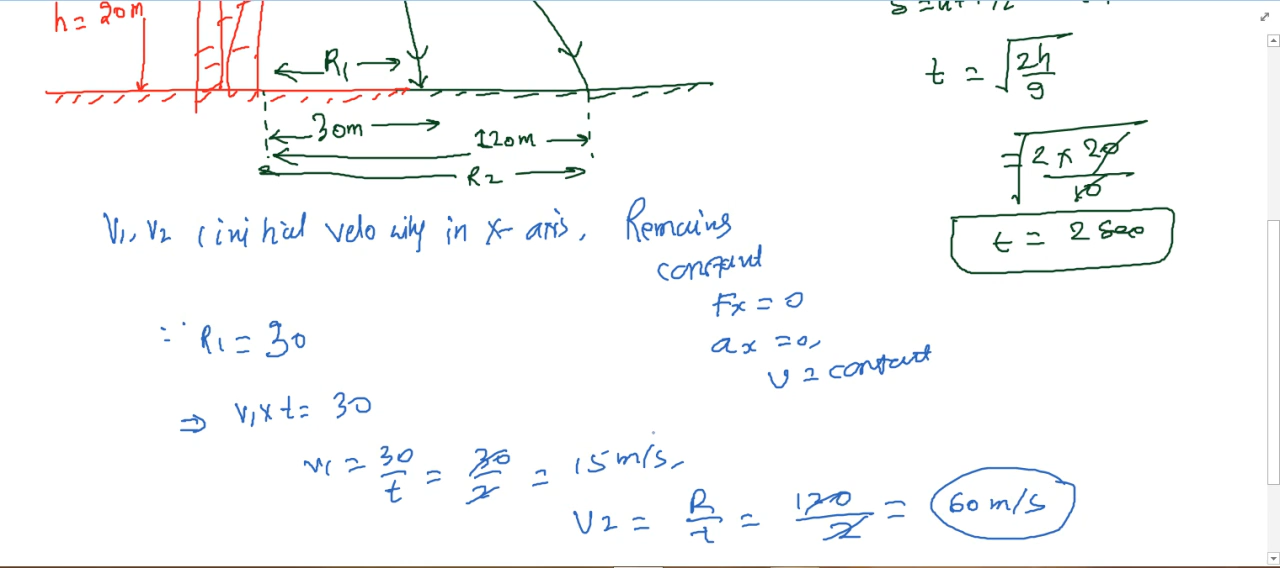 h = 20m
R1
30m
120m
R2
t = √2h/g
= √2 x 20/10
t = 2 sec
V1, V2 (initial velocity in x-axis, Remains
constant
Fx = 0
ax = 0,
V = constant
∵ R1 = 30
⇒ V1 x t = 30
V1 = 30/t = 30/2 = 15 m/s,
V2 = R/t = 120/2 = 60 m/s